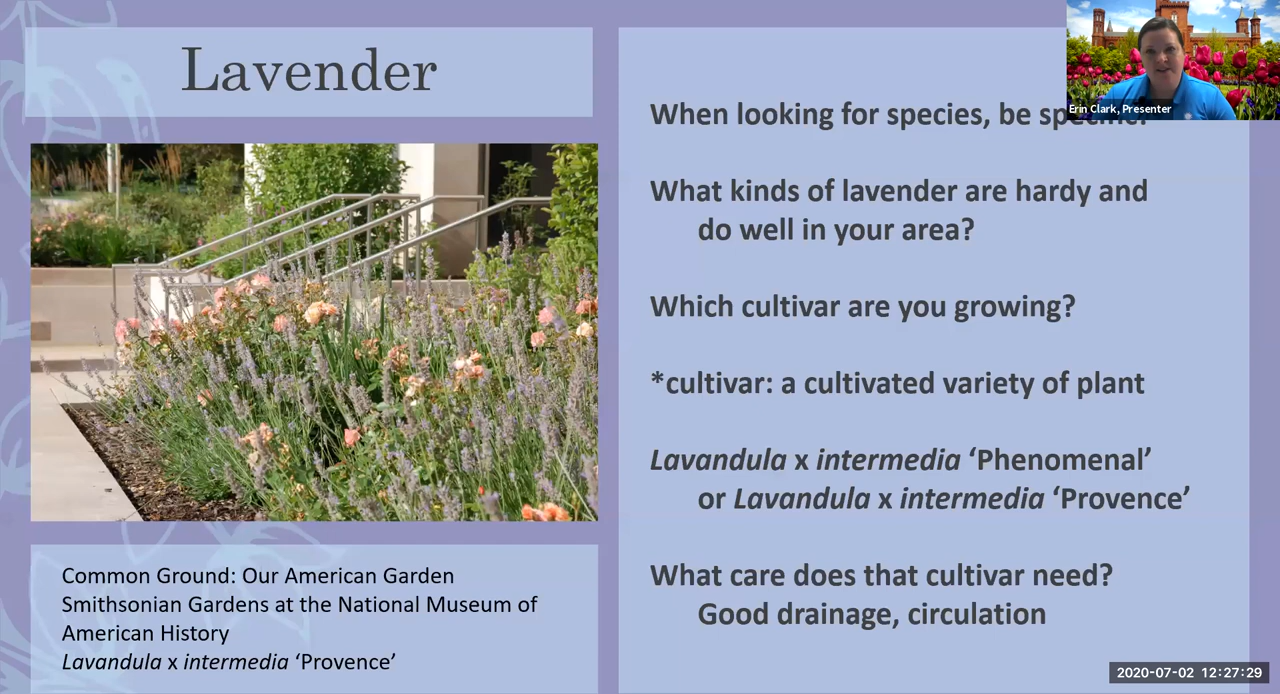 Lavender
Erin Clark, Presenter
When looking for species, be specific.
What kinds of lavender are hardy and
do well in your area?
Which cultivar are you growing?
*cultivar: a cultivated variety of plant
Lavandula x intermedia ‘Phenomenal’
or Lavandula x intermedia ‘Provence’
What care does that cultivar need?
Good drainage, circulation
Common Ground: Our American Garden
Smithsonian Gardens at the National Museum of
American History
Lavandula x intermedia ‘Provence’
2020-07-02 12:27:29